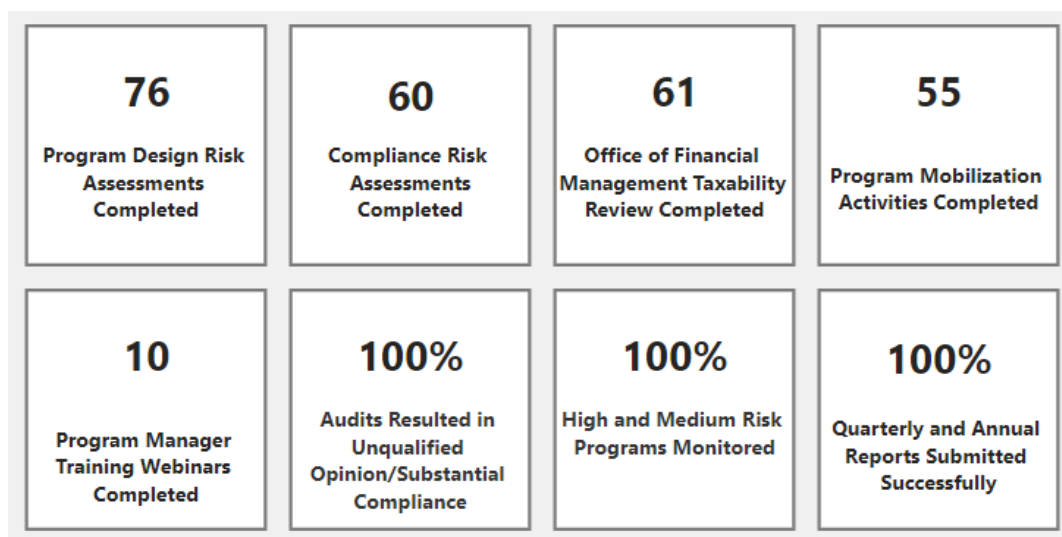 76
Program Design Risk
Assessments
Completed
60
Compliance Risk
Assessments
Completed
61
Office of Financial
Management Taxability
Review Completed
55
Program Mobilization
Activities Completed
10
Program Manager
Training Webinars
Completed
100%
Audits Resulted in
Unqualified
Opinion/Substantial
Compliance
100%
High and Medium Risk
Programs Monitored
100%
Quarterly and Annual
Reports Submitted
Successfully